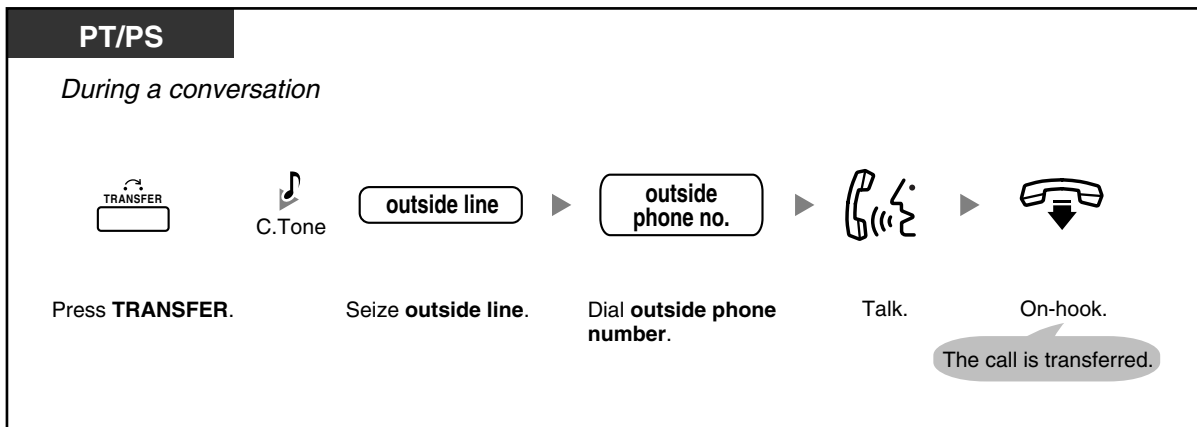 PT/PS
During a conversation
TRANSFER
C.Tone
outside line
outside
phone no.
Press TRANSFER.
Seize outside line.
Dial outside phone
number.
Talk.
On-hook.
The call is transferred.